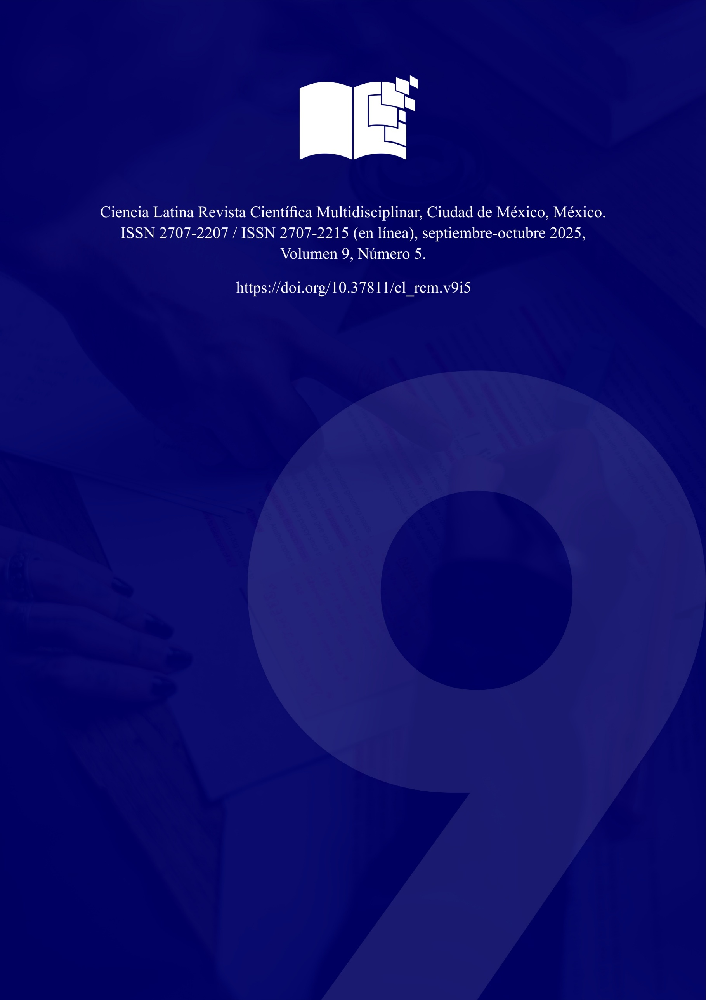 Ciencia Latina Revista Científica Multidisciplinar, Ciudad de México, México.
ISSN 2707-2207 / ISSN 2707-2215 (en línea), septiembre-octubre 2025,
Volumen 9, Número 5.
https://doi.org/10.37811/cl_rcm.v9i5
9